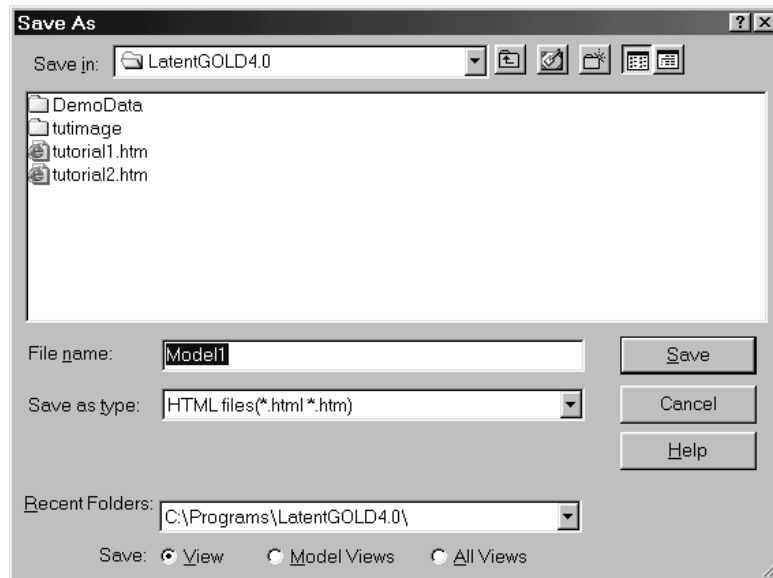 Save As
Save in: LatentGOLD4.0
DemoData
tutimage
tutorial1.htm
tutorial2.htm
File name: Model1 Save
Save as type: HTML files(*.html *.htm) Cancel
Help
Recent Folders: C:\Programs\LatentGOLD4.0\
Save: View Model Views All Views